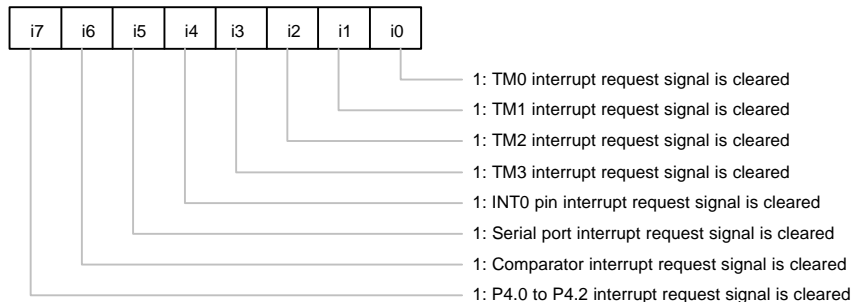 i7 i6 i5 i4 i3 i2 i1 i0
1: TM0 interrupt request signal is cleared
1: TM1 interrupt request signal is cleared
1: TM2 interrupt request signal is cleared
1: TM3 interrupt request signal is cleared
1: INT0 pin interrupt request signal is cleared
1: Serial port interrupt request signal is cleared
1: Comparator interrupt request signal is cleared
1: P4.0 to P4.2 interrupt request signal is cleared